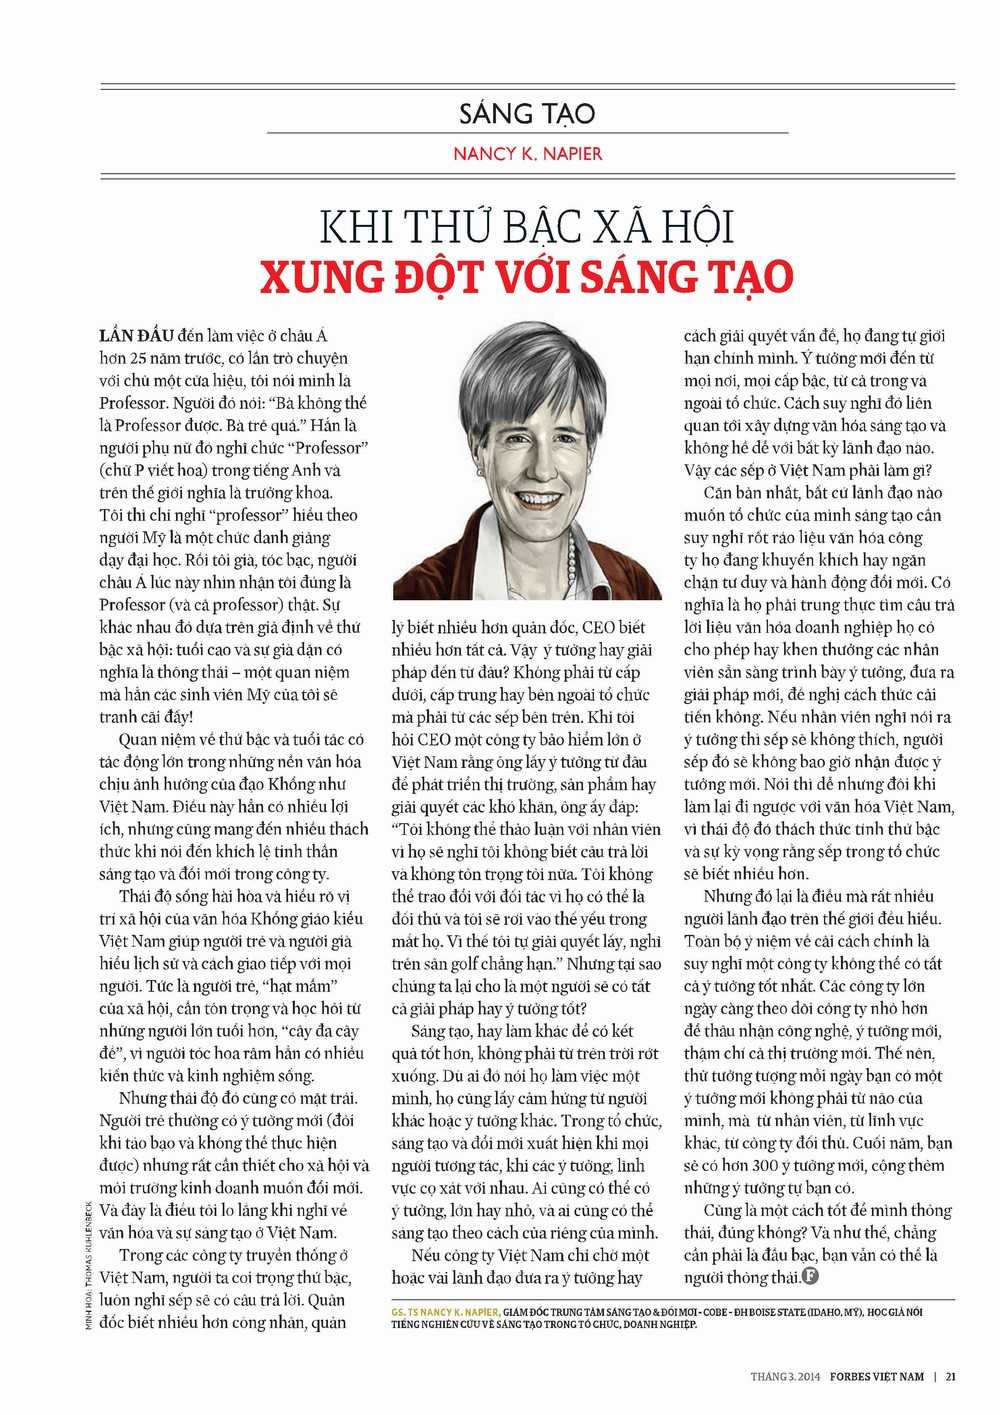 SÁNG TẠO
NANCY K. NAPIER
KHI THỨ BẬC XÃ HỘI
XUNG ĐỘT VỚI SÁNG TẠO
LẦN ĐẦU đến làm việc ở châu Á
hơn 25 năm trước, có lần trò chuyện
với chủ một cửa hiệu, tôi nói mình là
Professor. Người đó nói: “Bà không thể
là Professor được. Bà trẻ quá.” Hẳn là
người phụ nữ đó nghĩ chức “Professor”
(chữ P viết hoa) trong tiếng Anh và
trên thế giới nghĩa là trưởng khoa.
Tôi thì chỉ nghĩ “professor” hiểu theo
người Mỹ là một chức danh giảng
dạy đại học. Rồi tôi già, tóc bạc, người
châu Á lúc này nhìn nhận tôi đúng là
Professor (và cả professor) thật. Sự
khác nhau đó dựa trên giả định về thứ
bậc xã hội: tuổi cao và sự già dặn có
nghĩa là thông thái – một quan niệm
mà hẳn các sinh viên Mỹ của tôi sẽ
tranh cãi đấy!
Quan niệm về thứ bậc và tuổi tác có
tác động lớn trong những nền văn hóa
chịu ảnh hưởng của đạo Khổng như
Việt Nam. Điều này hẳn có nhiều lợi
ích, nhưng cũng mang đến nhiều thách
thức khi nói đến khích lệ tinh thần
sáng tạo và đổi mới trong công ty.
Thái độ sống hài hòa và hiểu rõ vị
trí xã hội của văn hóa Khổng giáo kiểu
Việt Nam giúp người trẻ và người già
hiểu lịch sử và cách giao tiếp với mọi
người. Tức là người trẻ, “hạt mầm”
của xã hội, cần tôn trọng và học hỏi từ
những người lớn tuổi hơn, “cây đa cây
đề”, vì người tóc hoa râm hẳn có nhiều
kiến thức và kinh nghiệm sống.
Nhưng thái độ đó cũng có mặt trái.
Người trẻ thường có ý tưởng mới (đôi
khi táo bạo và không thể thực hiện
được) nhưng rất cần thiết cho xã hội và
môi trường kinh doanh muốn đổi mới.
Và đây là điều tôi lo lắng khi nghĩ về
văn hóa và sự sáng tạo ở Việt Nam.
Trong các công ty truyền thống ở
Việt Nam, người ta coi trọng thứ bậc,
luôn nghĩ sếp sẽ có câu trả lời. Quản
đốc biết nhiều hơn công nhân, quản
MINH HỌA: THOMAS KUHLENBECK
lý biết nhiều hơn quản đốc, CEO biết
nhiều hơn tất cả. Vậy ý tưởng hay giải
pháp đến từ đâu? Không phải từ cấp
dưới, cấp trung hay bên ngoài tổ chức
mà phải từ các sếp bên trên. Khi tôi
hỏi CEO một công ty bảo hiểm lớn ở
Việt Nam rằng ông lấy ý tưởng từ đâu
để phát triển thị trường, sản phẩm hay
giải quyết các khó khăn, ông ấy đáp:
“Tôi không thể thảo luận với nhân viên
vì họ sẽ nghĩ tôi không biết câu trả lời
và không tôn trọng tôi nữa. Tôi không
thể trao đổi với đối tác vì họ có thể là
đối thủ và tôi sẽ rơi vào thế yếu trong
mắt họ. Vì thế tôi tự giải quyết lấy, nghĩ
trên sân golf chẳng hạn.” Nhưng tại sao
chúng ta lại cho là một người sẽ có tất
cả giải pháp hay ý tưởng tốt?
Sáng tạo, hay làm khác để có kết
quả tốt hơn, không phải từ trên trời rớt
xuống. Dù ai đó nói họ làm việc một
mình, họ cũng lấy cảm hứng từ người
khác hoặc ý tưởng khác. Trong tổ chức,
sáng tạo và đổi mới xuất hiện khi mọi
người tương tác, khi các ý tưởng, lĩnh
vực cọ xát với nhau. Ai cũng có thể có
ý tưởng, lớn hay nhỏ, và ai cũng có thể
sáng tạo theo cách của riêng của mình.
Nếu công ty Việt Nam chỉ chờ một
hoặc vài lãnh đạo đưa ra ý tưởng hay
cách giải quyết vấn đề, họ đang tự giới
hạn chính mình. Ý tưởng mới đến từ
mọi nơi, mọi cấp bậc, từ cả trong và
ngoài tổ chức. Cách suy nghĩ đó liên
quan tới xây dựng văn hóa sáng tạo và
không hề dễ với bất kỳ lãnh đạo nào.
Vậy các sếp ở Việt Nam phải làm gì?
Căn bản nhất, bất cứ lãnh đạo nào
muốn tổ chức của mình sáng tạo cần
suy nghĩ rốt ráo liệu văn hóa công
ty họ đang khuyến khích hay ngăn
chặn tư duy và hành động đổi mới. Có
nghĩa là họ phải trung thực tìm câu trả
lời liệu văn hóa doanh nghiệp họ có
cho phép hay khen thưởng các nhân
viên sẵn sàng trình bày ý tưởng, đưa ra
giải pháp mới, đề nghị cách thức cải
tiến không. Nếu nhân viên nghĩ nói ra
ý tưởng thì sếp sẽ không thích, người
sếp đó sẽ không bao giờ nhận được ý
tưởng mới. Nói thì dễ nhưng đôi khi
làm lại đi ngược với văn hóa Việt Nam,
vì thái độ đó thách thức tính thứ bậc
và sự kỳ vọng rằng sếp trong tổ chức
sẽ biết nhiều hơn.
Nhưng đó lại là điều mà rất nhiều
người lãnh đạo trên thế giới đều hiểu.
Toàn bộ ý niệm về cải cách chính là
suy nghĩ một công ty không thể có tất
cả ý tưởng tốt nhất. Các công ty lớn
ngày càng theo dõi công ty nhỏ hơn
để thâu nhận công nghệ, ý tưởng mới,
thậm chí cả thị trường mới. Thế nên,
thử tưởng tượng mỗi ngày bạn có một
ý tưởng mới không phải từ não của
mình, mà từ nhân viên, từ lĩnh vực
khác, từ công ty đối thủ. Cuối năm, bạn
sẽ có hơn 300 ý tưởng mới, cộng thêm
những ý tưởng tự bạn có.
Cũng là một cách tốt để mình thông
thái, đúng không? Và như thế, chẳng
cần phải là đầu bạc, bạn vẫn có thể là
người thông thái. F
GS. TS NANCY K. NAPIER, GIÁM ĐỐC TRUNG TÂM SÁNG TẠO & ĐỔI MỚI - COBE - ĐH BOISE STATE (IDAHO, MỸ), HỌC GIẢ NỔI
TIẾNG NGHIÊN CỨU VỀ SÁNG TẠO TRONG TỔ CHỨC, DOANH NGHIỆP.
THÁNG 3. 2014 FORBES VIỆT NAM | 21